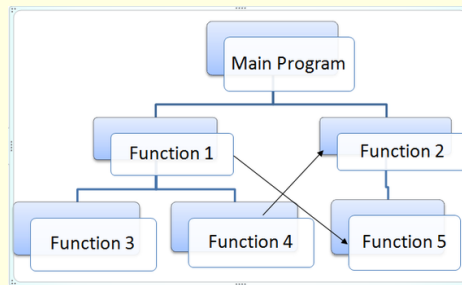 Main Program
Function 1
Function 2
Function 3
Function 4
Function 5